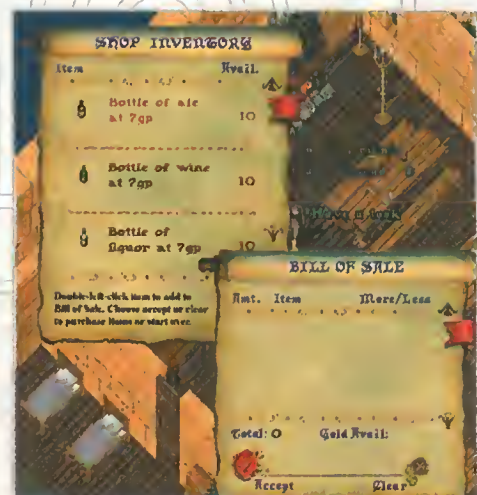 SHOP INVENTORY
Item Avail.
Bottle of ale
at 7gp 10
Bottle of wine
at 7gp 10
Bottle of
liquor at 7gp 10
Double-left-click item to add to
Bill of Sale. Choose accept or clear
to purchase items or start over.
Have a look
BILL OF SALE
Amt. Item More/Less
Total: 0 Gold Avail:
Accept Clear